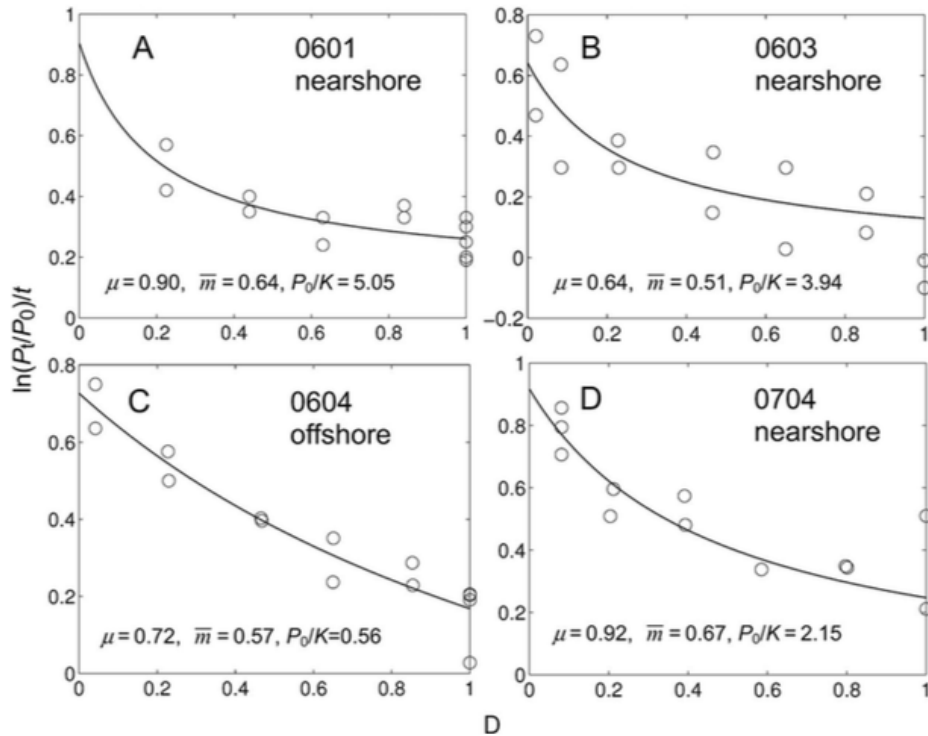 A
0601
nearshore
μ = 0.90, m̅ = 0.64, P₀/K = 5.05
1
0.8
0.6
0.4
0.2
0
0 0.2 0.4 0.6 0.8 1
B
0603
nearshore
μ = 0.64, m̅ = 0.51, P₀/K = 3.94
0.8
0.6
0.4
0.2
0
−0.2
0 0.2 0.4 0.6 0.8 1
ln(Pt/P₀)/t
C
0604
offshore
μ = 0.72, m̅ = 0.57, P₀/K=0.56
0.8
0.6
0.4
0.2
0
0 0.2 0.4 0.6 0.8 1
D
0704
nearshore
μ = 0.92, m̅ = 0.67, P₀/K = 2.15
1
0.8
0.6
0.4
0.2
0
0 0.2 0.4 0.6 0.8 1
D